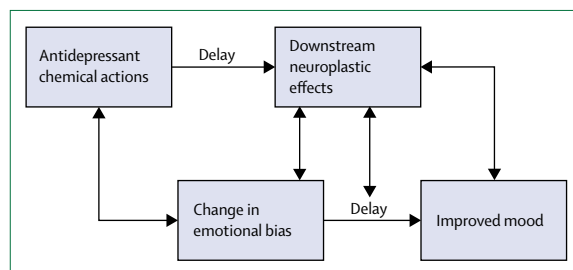 Antidepressant
chemical actions
Delay
Downstream
neuroplastic
effects
Change in
emotional bias
Delay
Improved mood